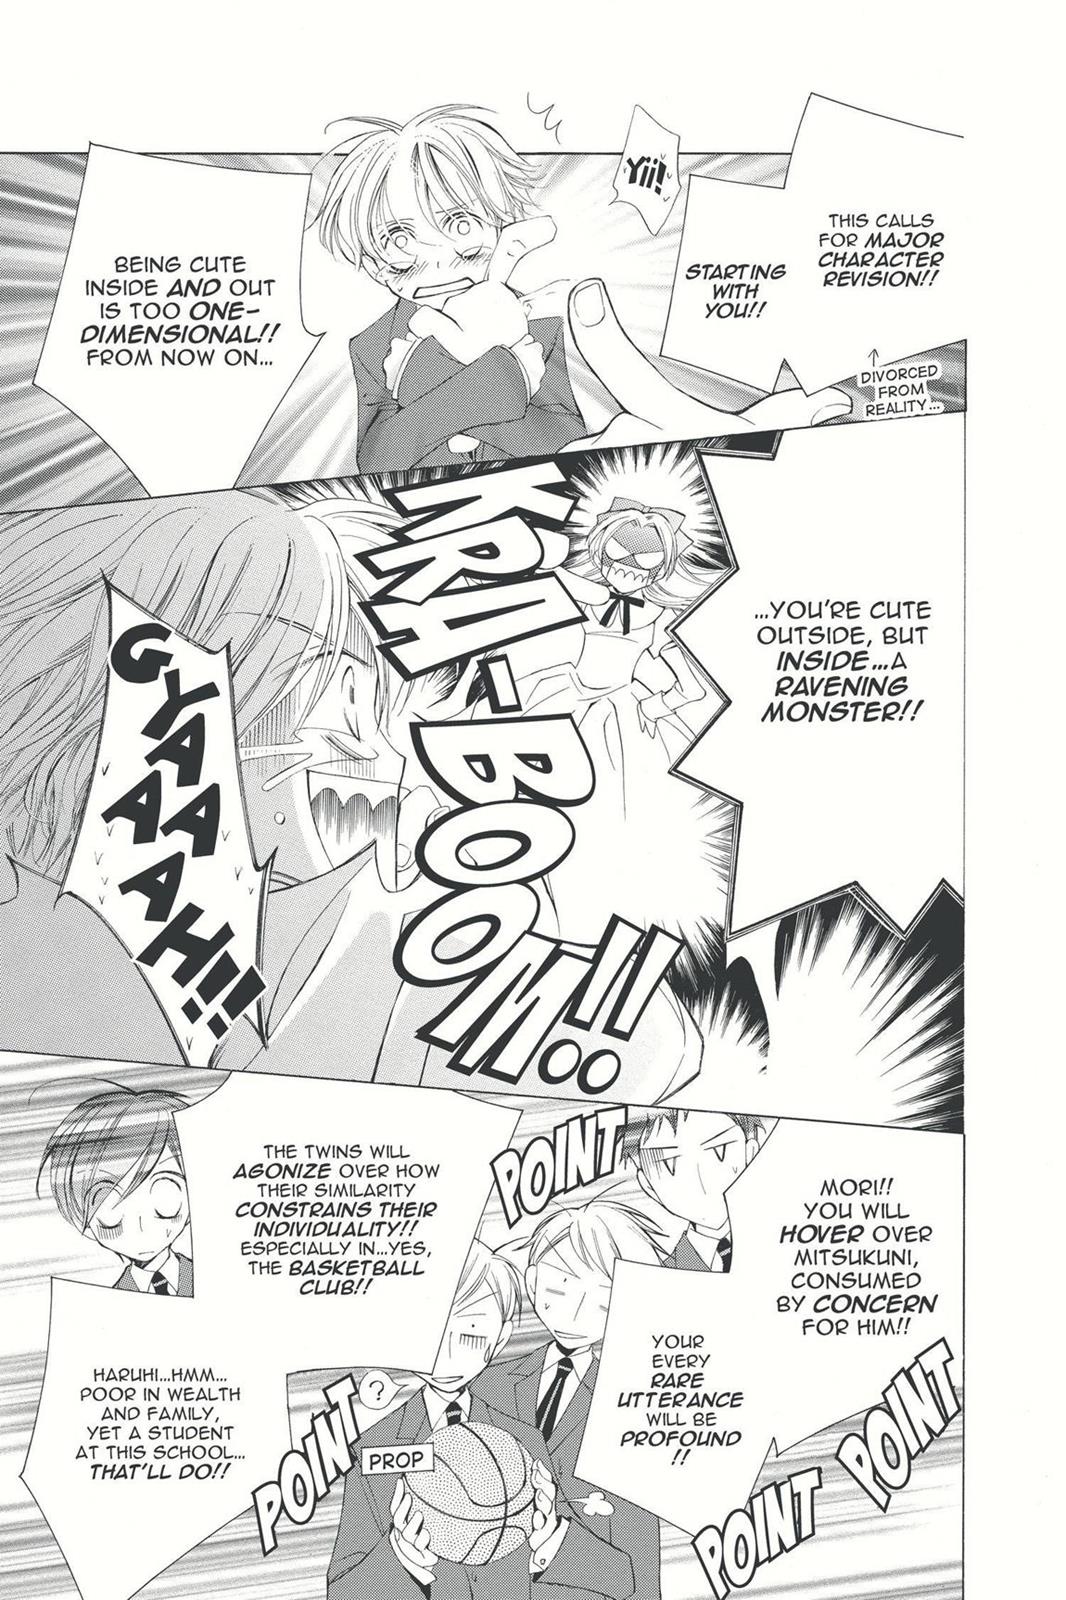 THIS CALLS
FOR MAJOR
CHARACTER
REVISION!!
STARTING
WITH
YOU!!
↑
DIVORCED
FROM
REALITY...
Yii!
BEING CUTE
INSIDE AND OUT
IS TOO ONE-
DIMENSIONAL!!
FROM NOW ON...
...YOU'RE CUTE
OUTSIDE, BUT
INSIDE...A
RAVENING
MONSTER!!
KRA-BOOM!!
GYAAAAAH!!
MORI!!
YOU WILL
HOVER OVER
MITSUKUNI,
CONSUMED
BY CONCERN
FOR HIM!!
YOUR
EVERY
RARE
UTTERANCE
WILL BE
PROFOUND
!!
POINT
POINT
POINT
THE TWINS WILL
AGONIZE OVER HOW
THEIR SIMILARITY
CONSTRAINS THEIR
INDIVIDUALITY!!
ESPECIALLY IN...YES,
THE BASKETBALL
CLUB!!
?
PROP
POINT
HARUHI...HMM...
POOR IN WEALTH
AND FAMILY,
YET A STUDENT
AT THIS SCHOOL...
THAT'LL DO!!